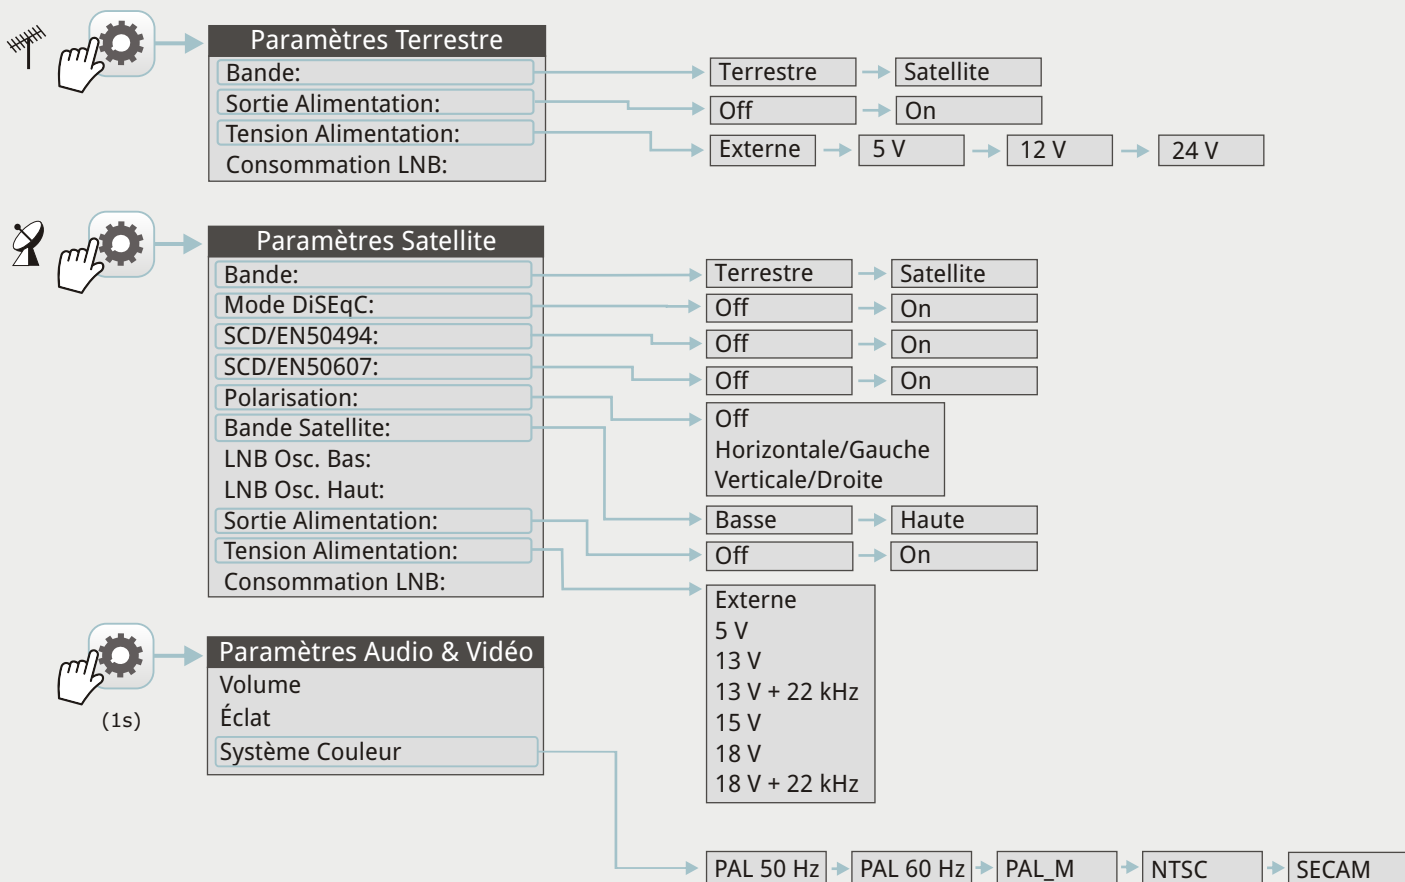 Paramètres Terrestre
Bande:
Terrestre
Satellite
Sortie Alimentation:
Off
On
Tension Alimentation:
Externe
5 V
12 V
24 V
Consommation LNB:
Paramètres Satellite
Bande:
Terrestre
Satellite
Mode DiSEqC:
Off
On
SCD/EN50494:
Off
On
SCD/EN50607:
Off
On
Polarisation:
Off
Horizontale/Gauche
Verticale/Droite
Bande Satellite:
Basse
Haute
LNB Osc. Bas:
LNB Osc. Haut:
Sortie Alimentation:
Off
On
Tension Alimentation:
Externe
5 V
13 V
13 V + 22 kHz
15 V
18 V
18 V + 22 kHz
Consommation LNB:
(1s)
Paramètres Audio & Vidéo
Volume
Éclat
Système Couleur
PAL 50 Hz
PAL 60 Hz
PAL_M
NTSC
SECAM